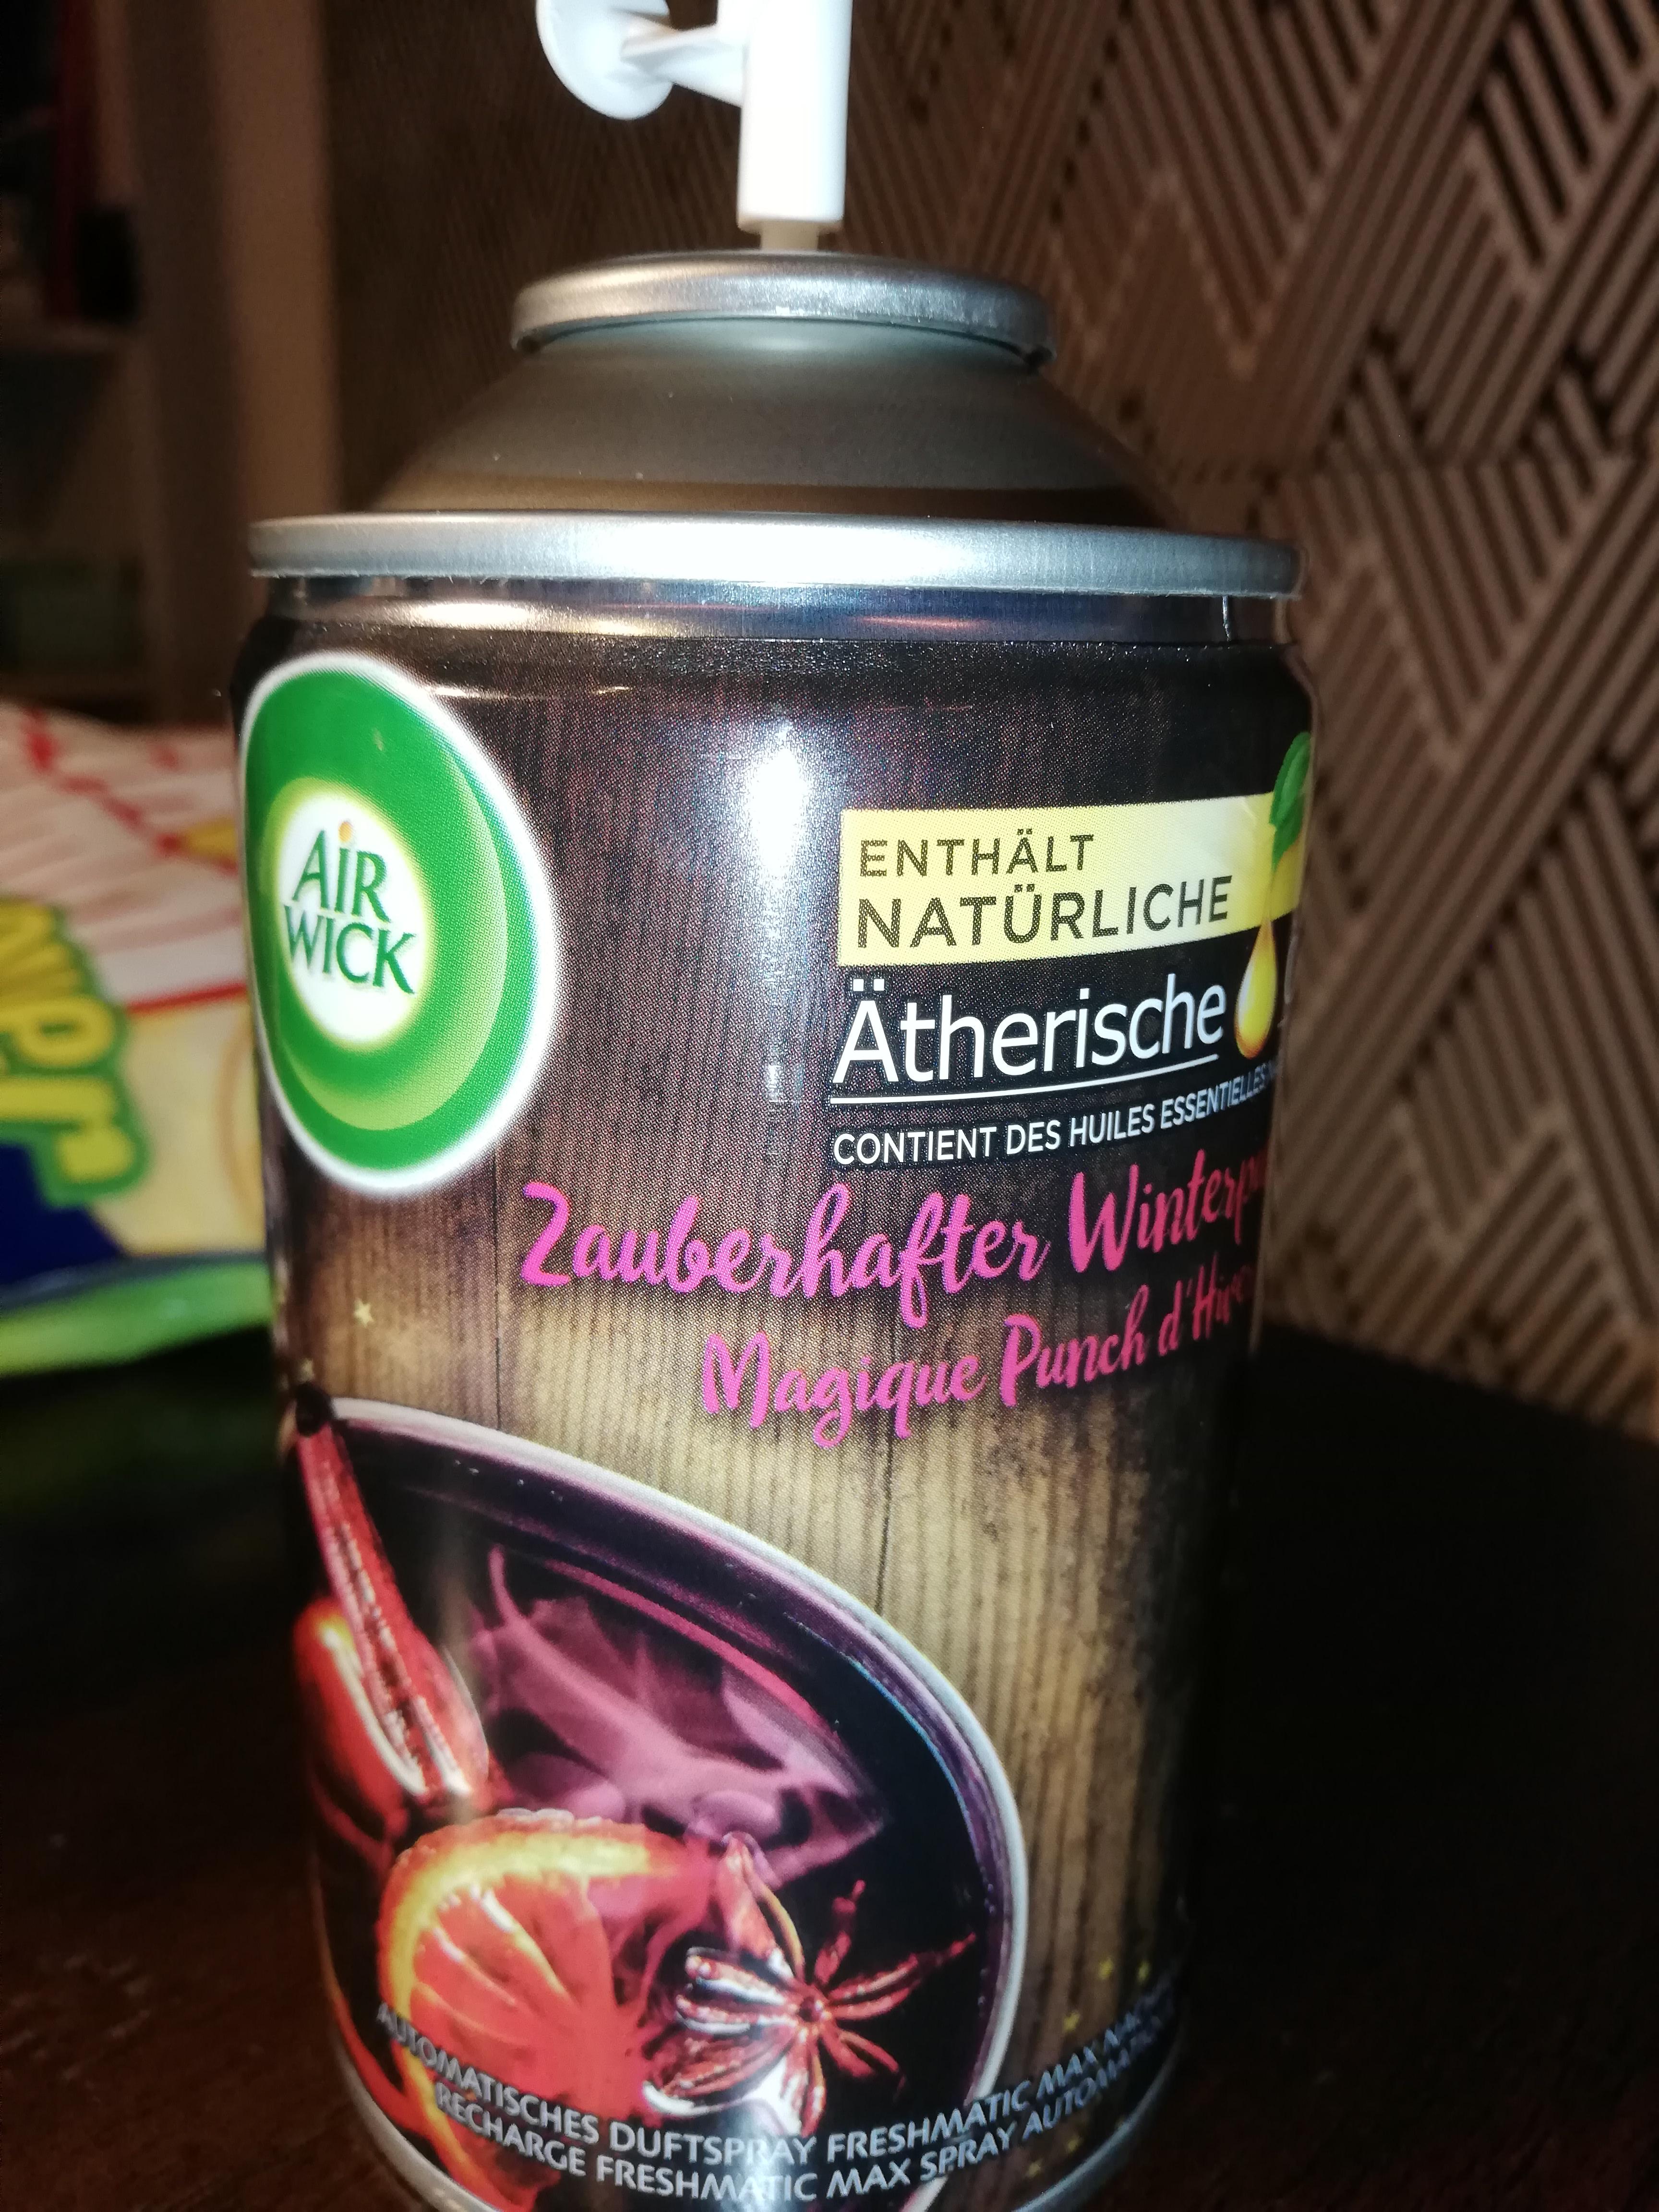 AIR
WICK
ENTHÄLT
NATÜRLICHE
Ätherische
CONTIENT DES HUILES ESSENTIELLES
Zauberhafter
Magique Punch
AUTOMATISCHES DUFTSPRAY FRESHMATIC MAX
RECHARGE FRESHMATIC MAX SPRAY